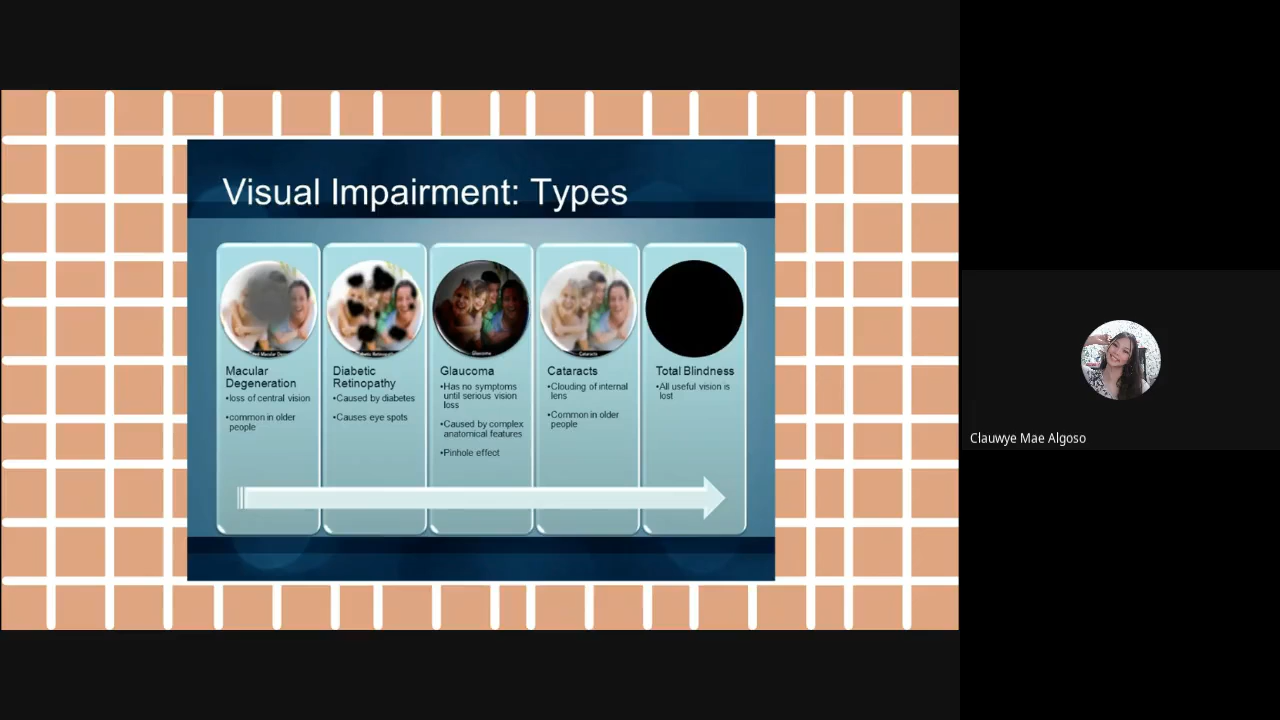 Visual Impairment: Types
Macular
Degeneration
•loss of central vision
•common in older
people
Diabetic
Retinopathy
•Caused by diabetes
•Causes eye spots
Glaucoma
Glaucoma
•Has no symptoms
until serious vision
loss
•Caused by complex
anatomical features
•Pinhole effect
Cataracts
Cataracts
•Clouding of internal
lens
•Common in older
people
Total Blindness
•All useful vision is
lost
Clauwye Mae Algoso